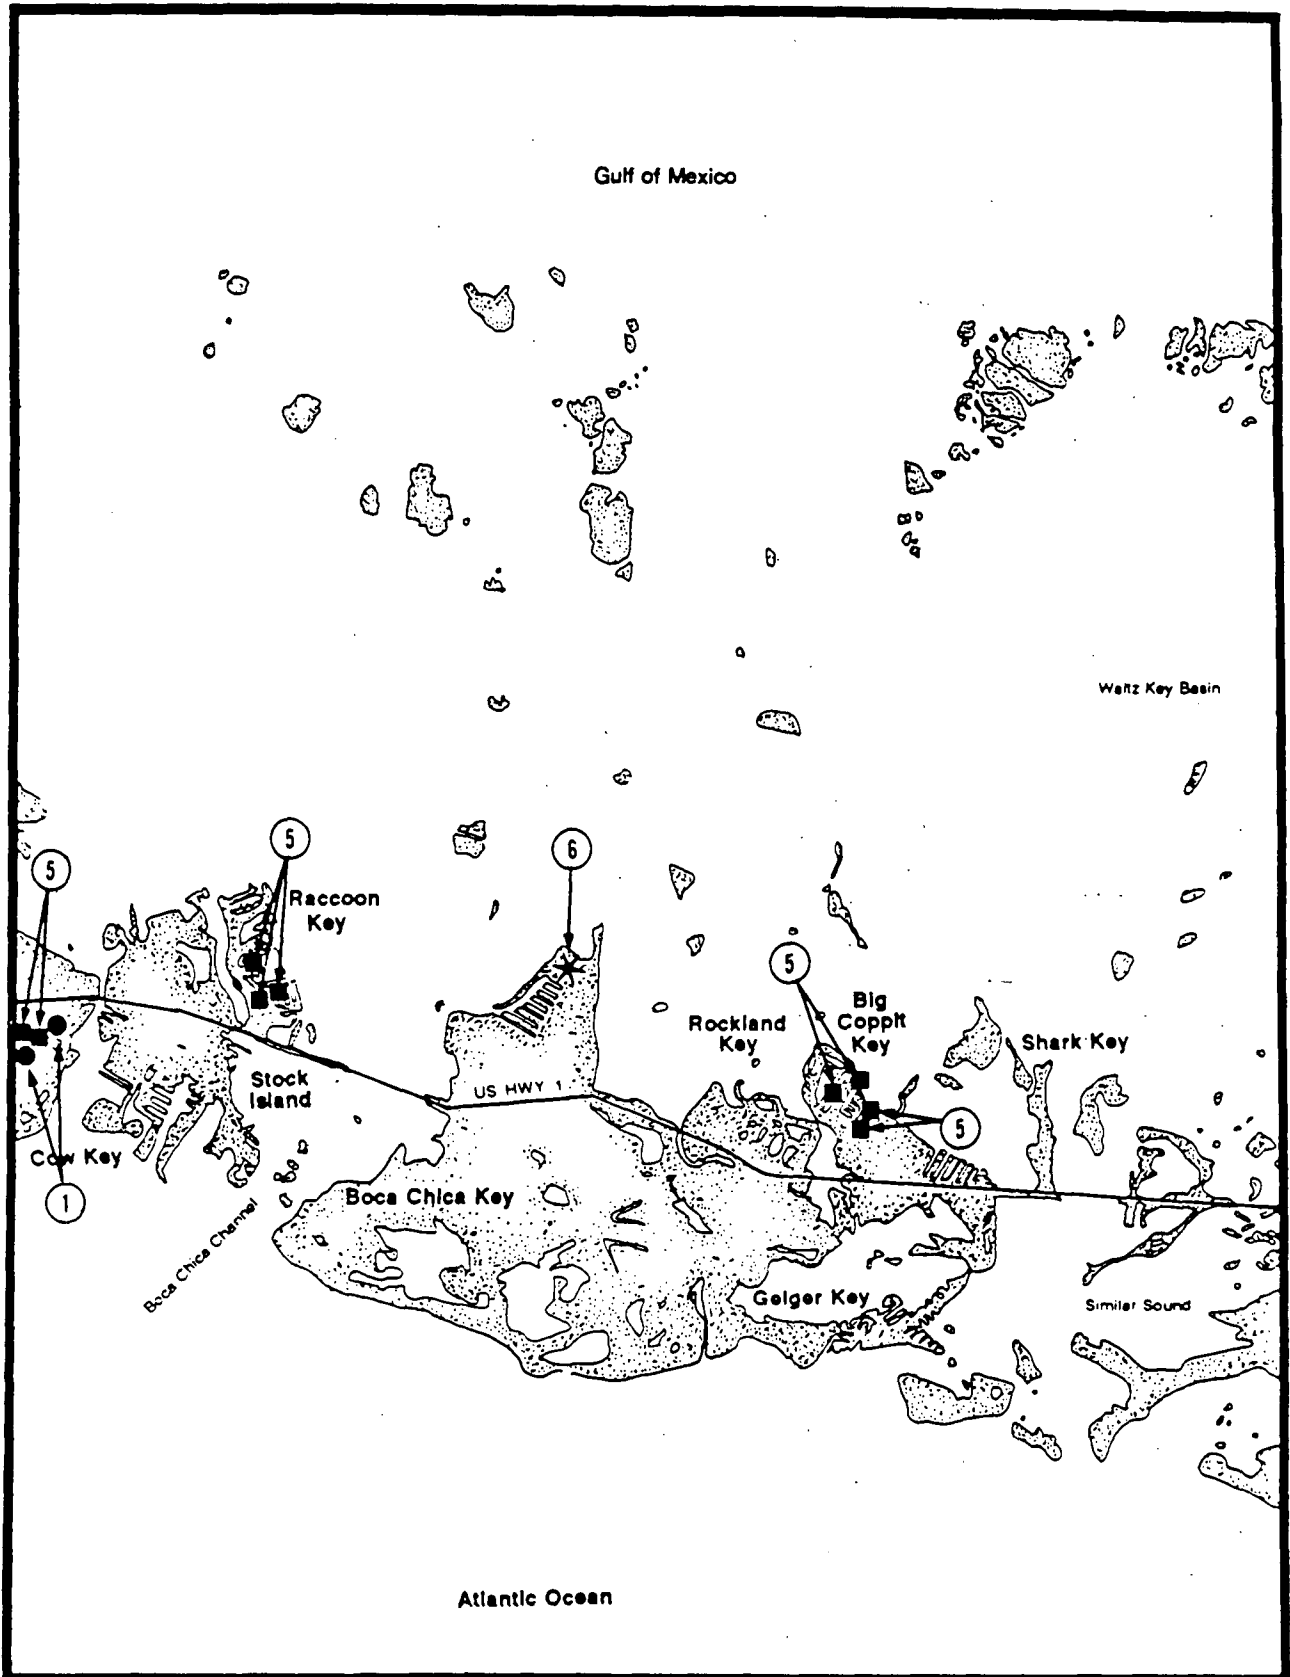 Gulf of Mexico
Waltz Key Basin
5
5
6
Raccoon
Key
5
Big
Coppit
Key
Rockland
Key
Shark Key
Stock
Island
US HWY 1
5
Cow Key
1
Boca Chica Key
Boca Chica Channel
Geiger Key
Similar Sound
Atlantic Ocean